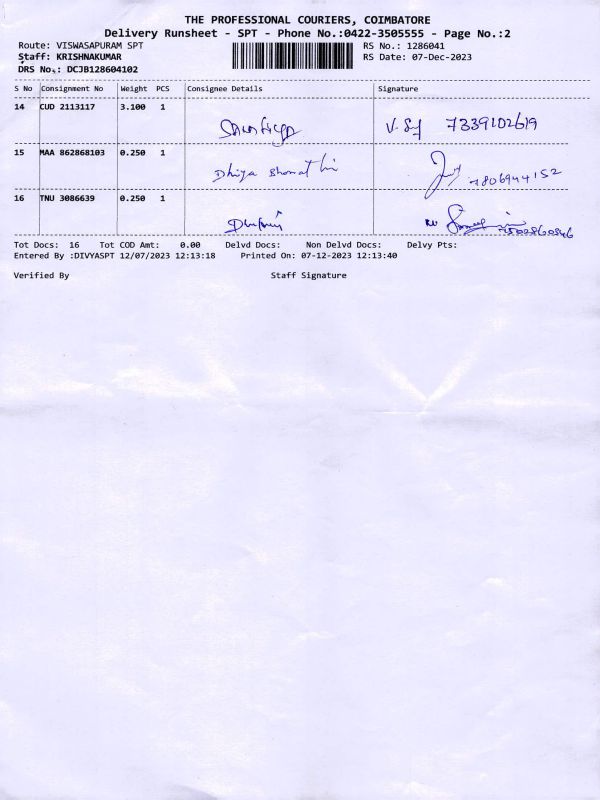 THE PROFESSIONAL COURIERS, COIMBATORE
Delivery Runsheet - SPT - Phone No.:0422-3505555 - Page No.:2
Route: VISWASAPURAM SPT RS No.: 1286041
Staff: KRISHNAKUMAR RS Date: 07-Dec-2023
DRS No.: DCJB128604102
S No Consignment No Weight PCS Consignee Details Signature
14 CUD 2113117 3.100 1 7339102619
15 MAA 862868103 0.250 1 Dhiya 7806944152
16 TNU 3086639 0.250 1
Tot Docs: 16 Tot COD Amt: 0.00 Delvd Docs: Non Delvd Docs: Delvy Pts:
Entered By :DIVYASPT 12/07/2023 12:13:18 Printed On: 07-12-2023 12:13:40
Verified By Staff Signature